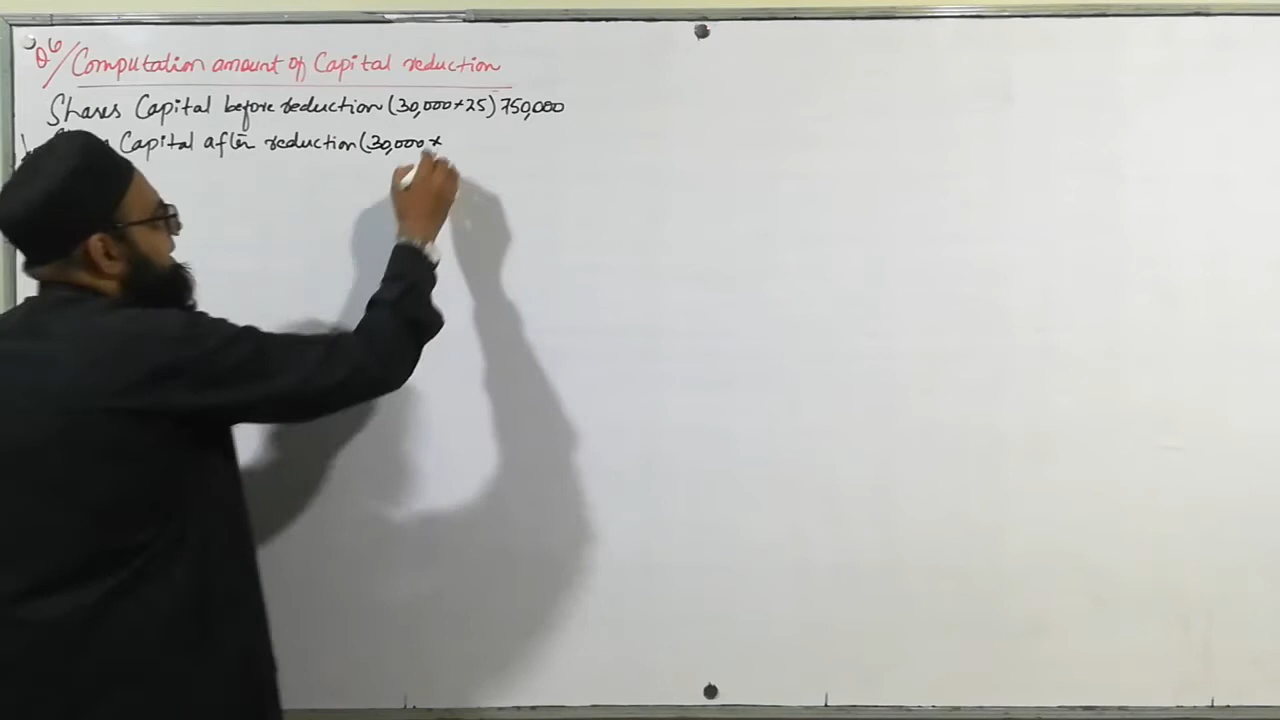 Q6/ Computation amount of Capital reduction
Shares Capital before reduction (30,000×25) 750,000
Capital after reduction (30,000×